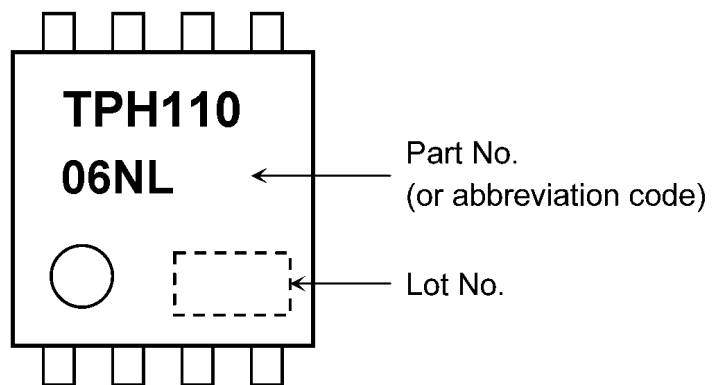 TPH110
06NL
Part No.
(or abbreviation code)
Lot No.